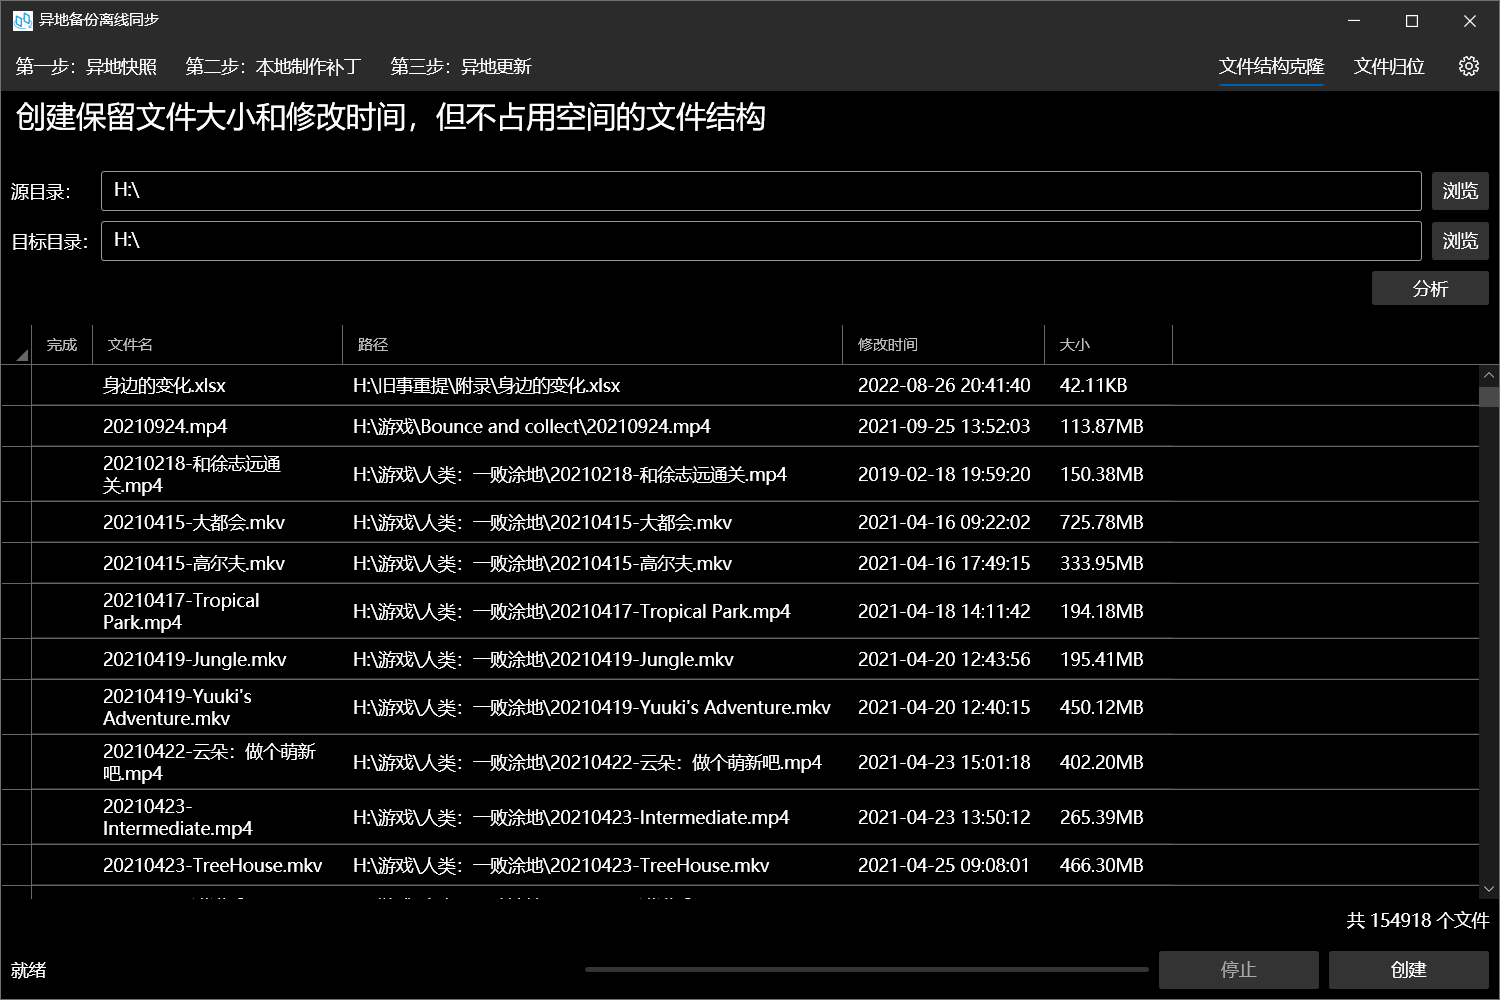 异地备份离线同步
第一步：异地快照 第二步：本地制作补丁 第三步：异地更新 文件结构克隆 文件归位
创建保留文件大小和修改时间，但不占用空间的文件结构
源目录： H:\ 浏览
目标目录： H:\ 浏览
分析
完成 文件名 路径 修改时间 大小
身边的变化.xlsx H:\旧事重提\附录\身边的变化.xlsx 2022-08-26 20:41:40 42.11KB
20210924.mp4 H:\游戏\Bounce and collect\20210924.mp4 2021-09-25 13:52:03 113.87MB
20210218-和徐志远通
关.mp4 H:\游戏\人类：一败涂地\20210218-和徐志远通关.mp4 2019-02-18 19:59:20 150.38MB
20210415-大都会.mkv H:\游戏\人类：一败涂地\20210415-大都会.mkv 2021-04-16 09:22:02 725.78MB
20210415-高尔夫.mkv H:\游戏\人类：一败涂地\20210415-高尔夫.mkv 2021-04-16 17:49:15 333.95MB
20210417-Tropical
Park.mp4 H:\游戏\人类：一败涂地\20210417-Tropical Park.mp4 2021-04-18 14:11:42 194.18MB
20210419-Jungle.mkv H:\游戏\人类：一败涂地\20210419-Jungle.mkv 2021-04-20 12:43:56 195.41MB
20210419-Yuuki's
Adventure.mkv H:\游戏\人类：一败涂地\20210419-Yuuki's Adventure.mkv 2021-04-20 12:40:15 450.12MB
20210422-云朵：做个萌新
吧.mp4 H:\游戏\人类：一败涂地\20210422-云朵：做个萌新吧.mp4 2021-04-23 15:01:18 402.20MB
20210423-
Intermediate.mp4 H:\游戏\人类：一败涂地\20210423-Intermediate.mp4 2021-04-23 13:50:12 265.39MB
20210423-TreeHouse.mkv H:\游戏\人类：一败涂地\20210423-TreeHouse.mkv 2021-04-25 09:08:01 466.30MB
共 154918 个文件
就绪 停止 创建